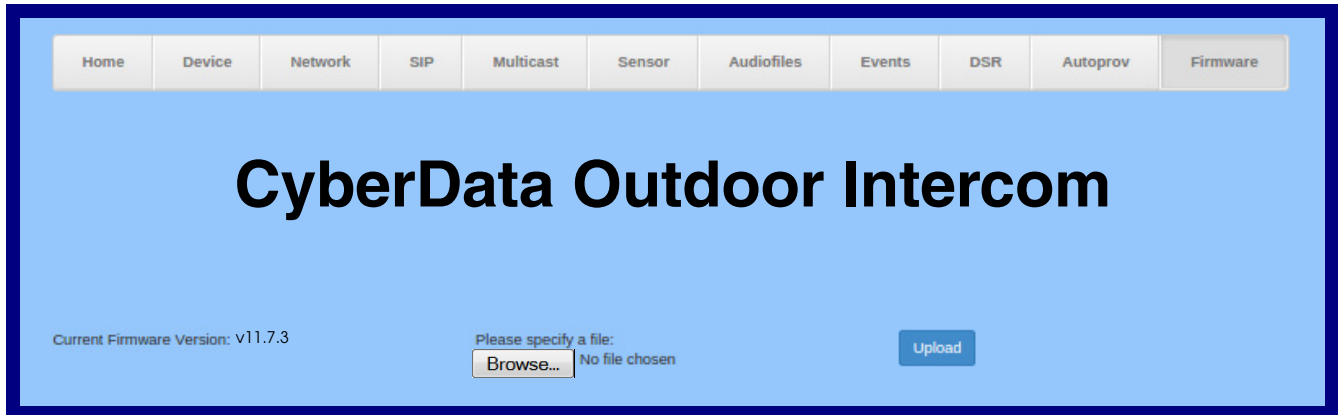 Home Device Network SIP Multicast Sensor Audiofiles Events DSR Autoprov Firmware
CyberData Outdoor Intercom
Current Firmware Version: v11.7.3
Please specify a file:
Browse... No file chosen
Upload